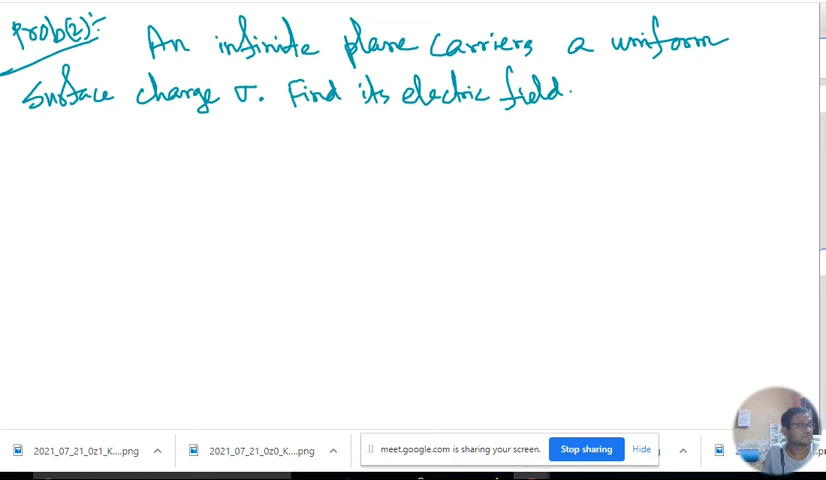 Prob(2):- An infinite plane carriers a uniform
surface charge σ. Find its electric field.
2021_07_21_0z1_K....png
2021_07_21_0z0_K....png
meet.google.com is sharing your screen.
Stop sharing
Hide